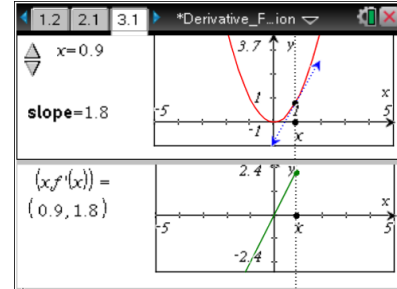 1.2 2.1 3.1 *Derivative_F...ion
x=0.9
slope=1.8
3.7 y
1
x
-5 1 5
-1 x
(x,f'(x)) =
(0.9,1.8)
2.4 y
x
-5 x 5
-2.4